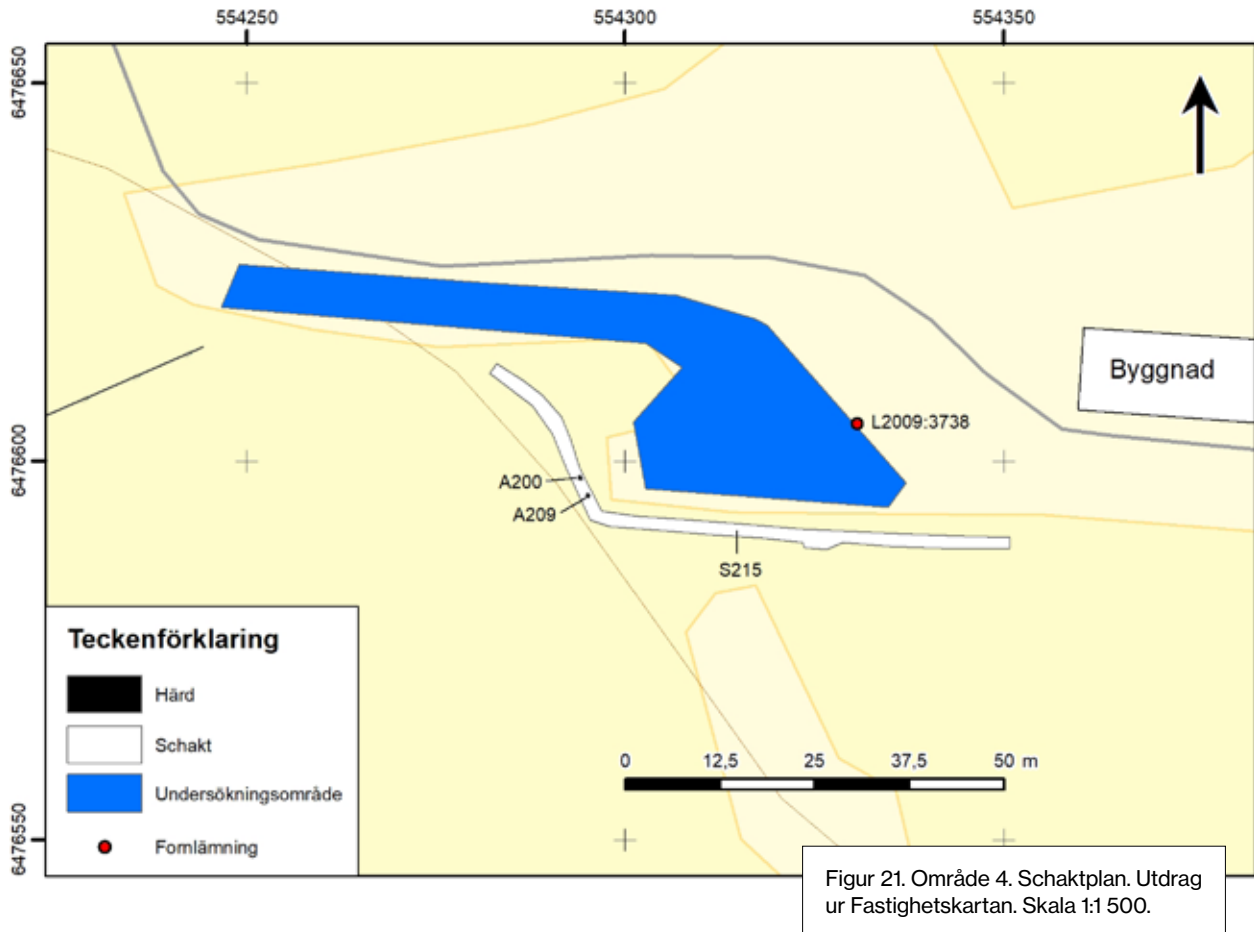 554250
554300
554350
6476650
6476600
6476550
Byggnad
L2009:3738
A200
A209
S215
Teckenförklaring
Härd
Schakt
Undersökningsområde
Fornlämning
0 12,5 25 37,5 50 m
Figur 21. Område 4. Schaktplan. Utdrag
ur Fastighetskartan. Skala 1:1 500.